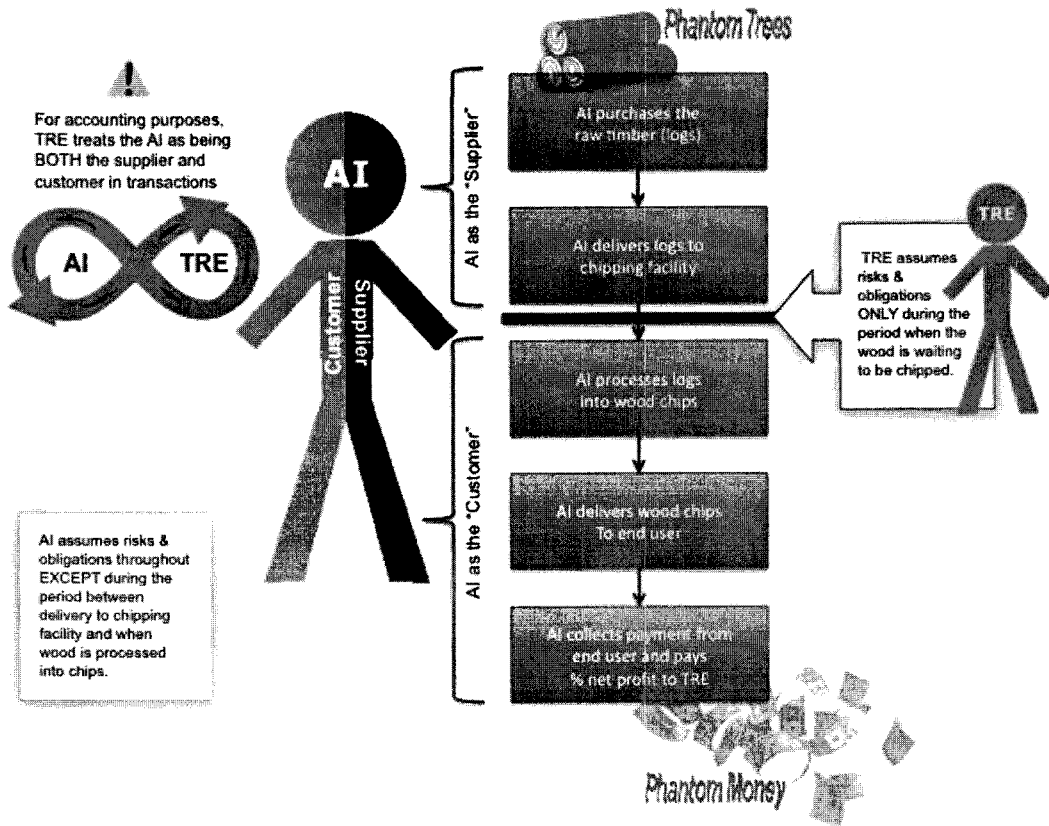 Phantom Trees
For accounting purposes,
TRE treats the AI as being
BOTH the supplier and
customer in transactions
AI
TRE
AI
Customer
Supplier
AI as the "Supplier"
AI purchases the
raw timber (logs)
AI delivers logs to
chipping facility
TRE
TRE assumes
risks &
obligations
ONLY during the
period when the
wood is waiting
to be chipped.
AI as the "Customer"
AI processes logs
into wood chips
AI delivers wood chips
To end user
AI collects payment from
end user and pays
% net profit to TRE
AI assumes risks &
obligations throughout
EXCEPT during the
period between
delivery to chipping
facility and when
wood is processed
into chips.
Phantom Money